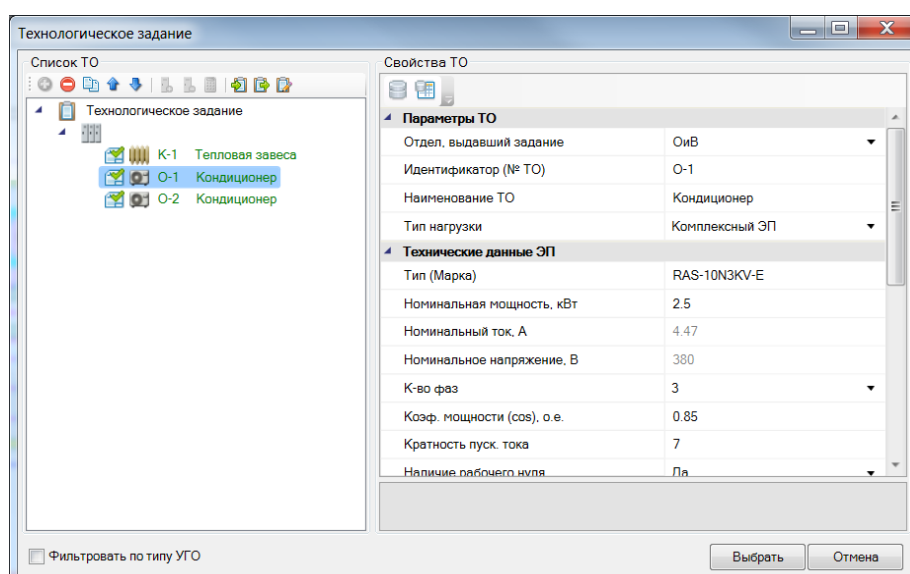 Технологическое задание
Список ТО
Технологическое задание
К-1 Тепловая завеса
О-1 Кондиционер
О-2 Кондиционер
Свойства ТО
Параметры ТО
Отдел, выдавший задание ОиВ
Идентификатор (№ ТО) О-1
Наименование ТО Кондиционер
Тип нагрузки Комплексный ЭП
Технические данные ЭП
Тип (Марка) RAS-10N3KV-E
Номинальная мощность, кВт 2.5
Номинальный ток, А 4.47
Номинальное напряжение, В 380
К-во фаз 3
Коэф. мощности (cos), о.е. 0.85
Кратность пуск. тока 7
Наличие рабочего нуля Да
Фильтровать по типу УГО
Выбрать Отмена